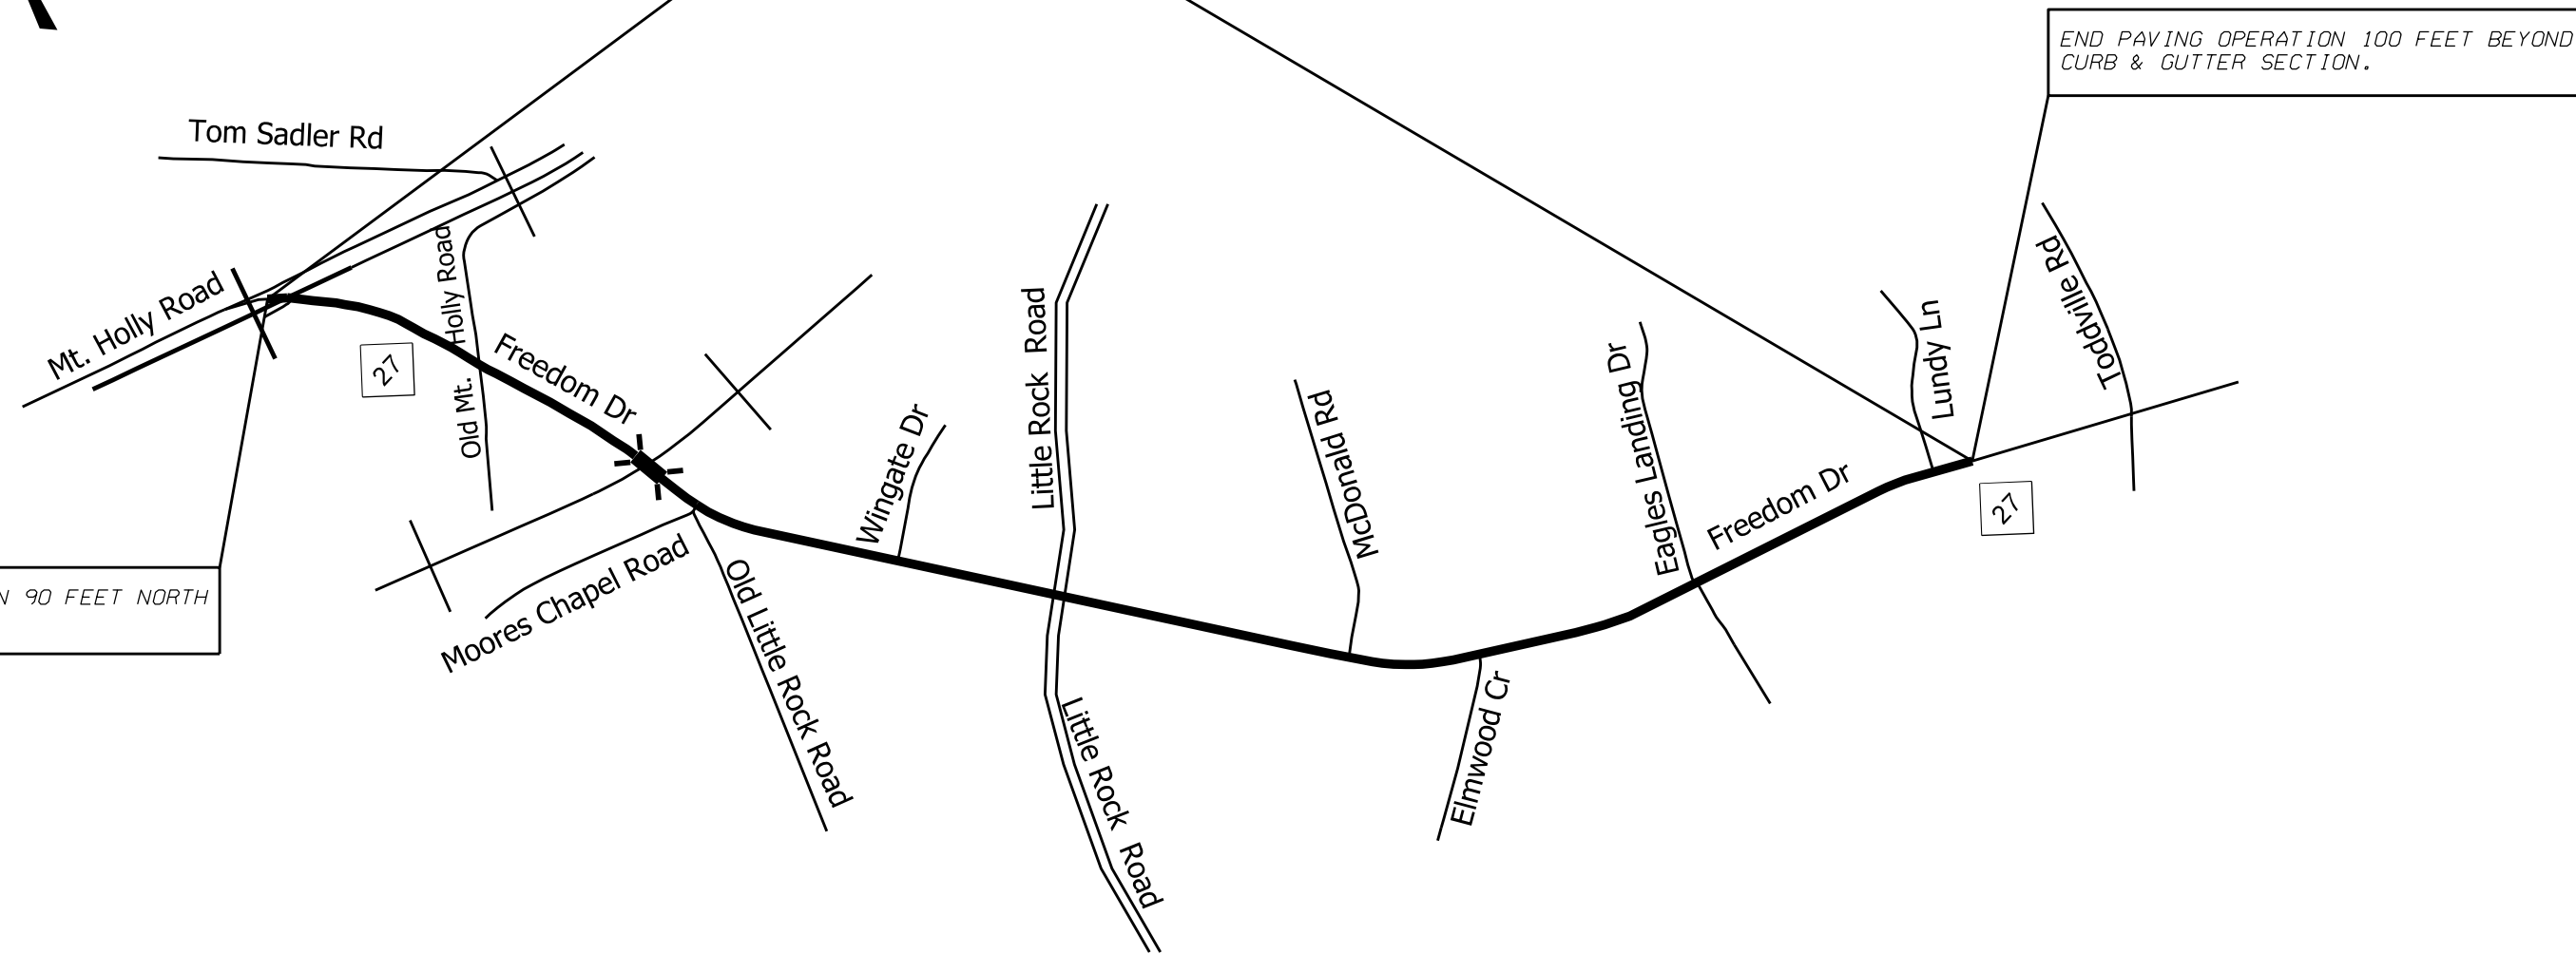 END PAVING OPERATION 100 FEET BEYOND
CURB & GUTTER SECTION.
Tom Sadler Rd
Mt. Holly Road
Old Mt. Holly Road
27
Freedom Dr
90 FEET NORTH
Moores Chapel Road
Old Little Rock Road
Wingate Dr
Little Rock Road
Little Rock Road
McDonald Rd
Elmwood Cr
Eagles Landing Dr
Freedom Dr
Lundy Ln
Toddville Rd
27